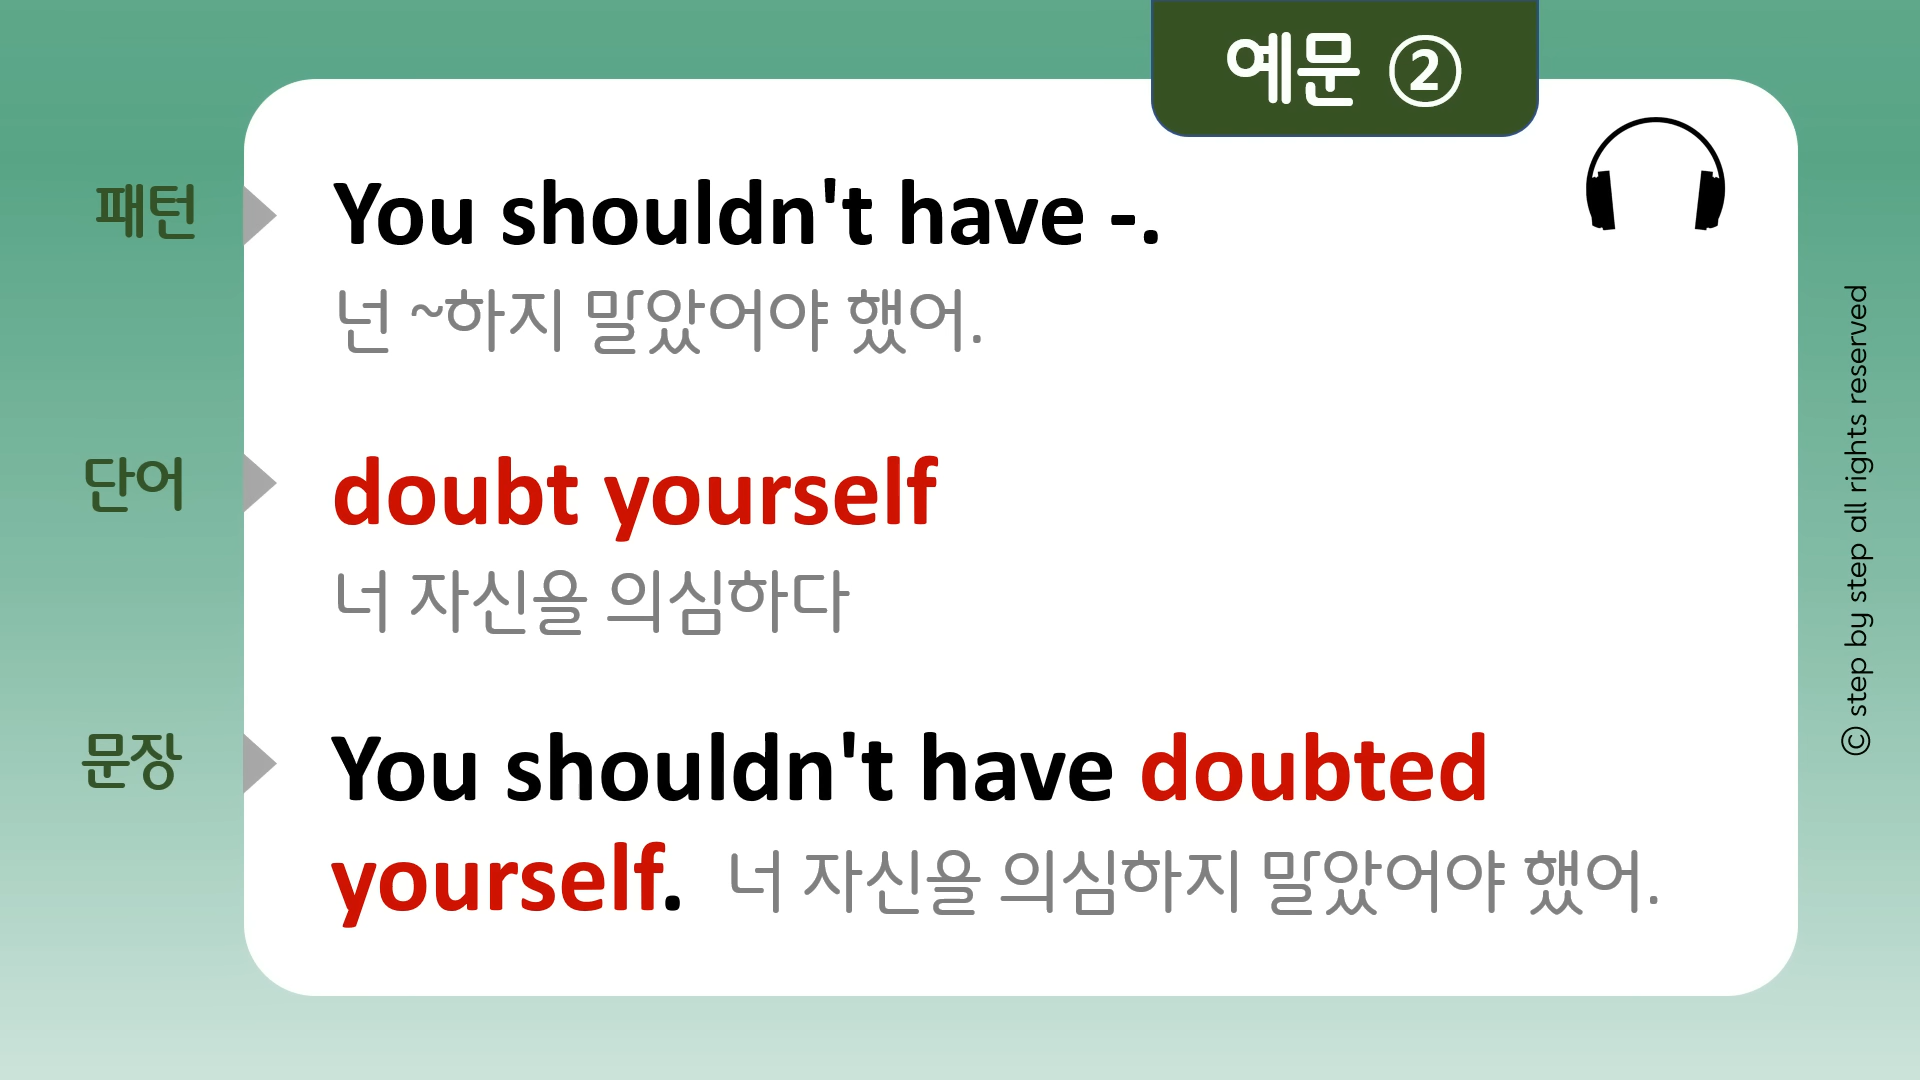 예문 ②
패턴
You shouldn't have -.
넌 ~하지 말았어야 했어.
단어
doubt yourself
너 자신을 의심하다
문장
You shouldn't have doubted
yourself. 너 자신을 의심하지 말았어야 했어.
© step by step all rights reserved